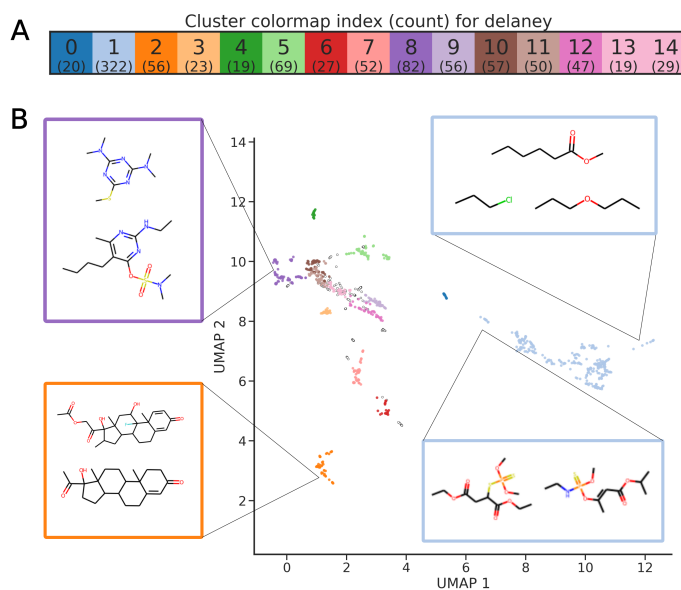 A
Cluster colormap index (count) for delaney
0 1 2 3 4 5 6 7 8 9 10 11 12 13 14
(20) (322) (56) (23) (19) (69) (27) (52) (82) (56) (57) (50) (47) (19) (29)
B
14
12
10
8
6
4
2
UMAP 2
0 2 4 6 8 10 12
UMAP 1